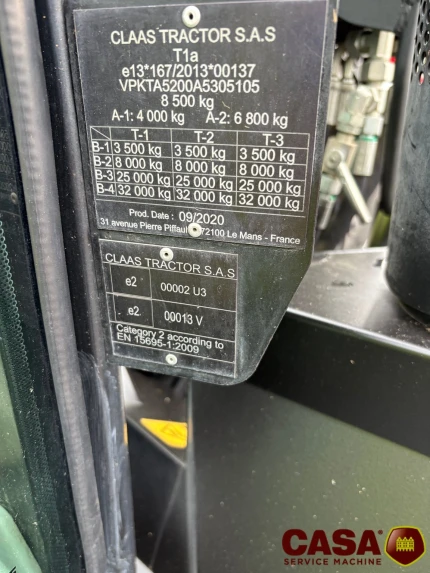 CLAAS TRACTOR S.A.S
T1a
e13*167/2013*00137
VPKTA5200A5305105
8 500 kg
A-1: 4 000 kg A-2: 6 800 kg
T-1 T-2 T-3
B-1 3 500 kg 3 500 kg 3 500 kg
B-2 8 000 kg 8 000 kg 8 000 kg
B-3 25 000 kg 25 000 kg 25 000 kg
B-4 32 000 kg 32 000 kg 32 000 kg
Prod. Date : 09/2020
31 avenue Pierre Piffaul 72100 Le Mans - France
CLAAS TRACTOR S.A.S
e2 00002 U3
e2 00013 V
Category 2 according to
EN 15695-1:2009
CASA
SERVICE MACHINE